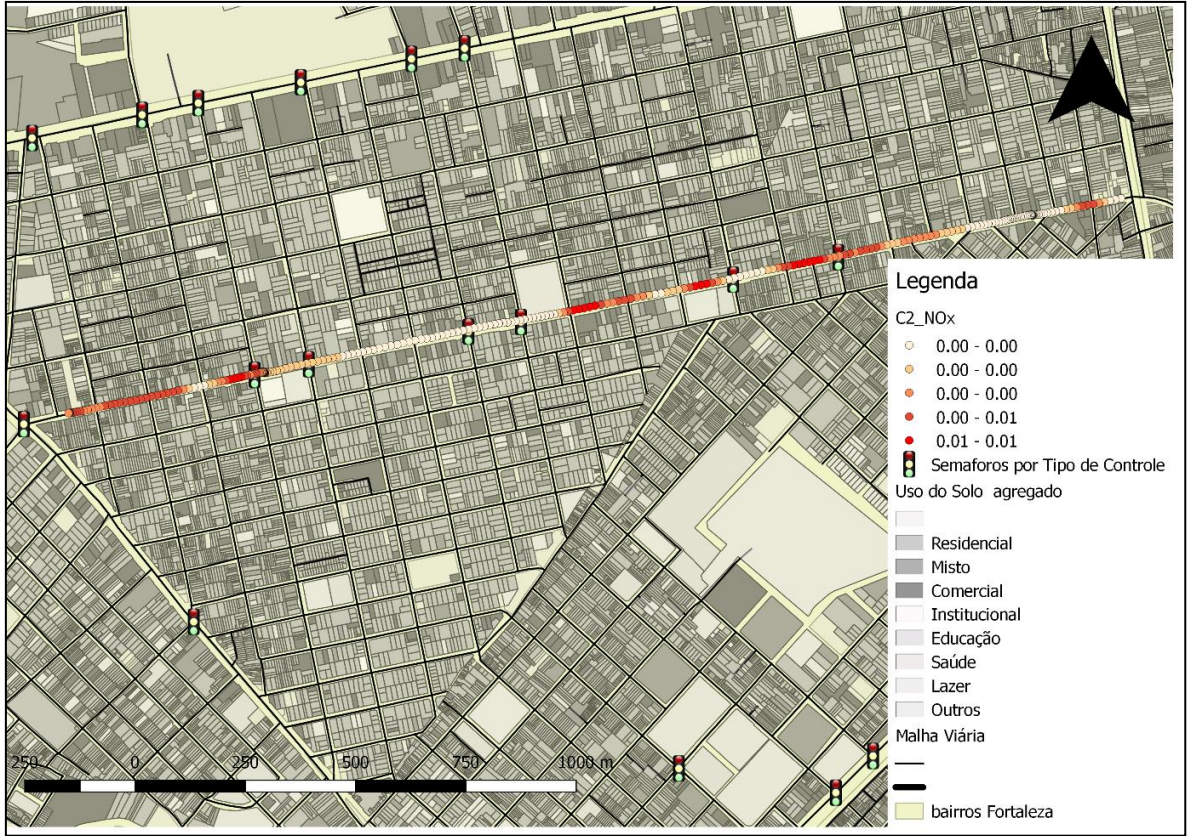 Legenda
C2_NOx
0.00 - 0.00
0.00 - 0.00
0.00 - 0.00
0.00 - 0.01
0.01 - 0.01
Semaforos por Tipo de Controle
Uso do Solo agregado
Residencial
Misto
Comercial
Institucional
Educação
Saúde
Lazer
Outros
Malha Viária
bairros Fortaleza
250 0 250 500 750 1000 m